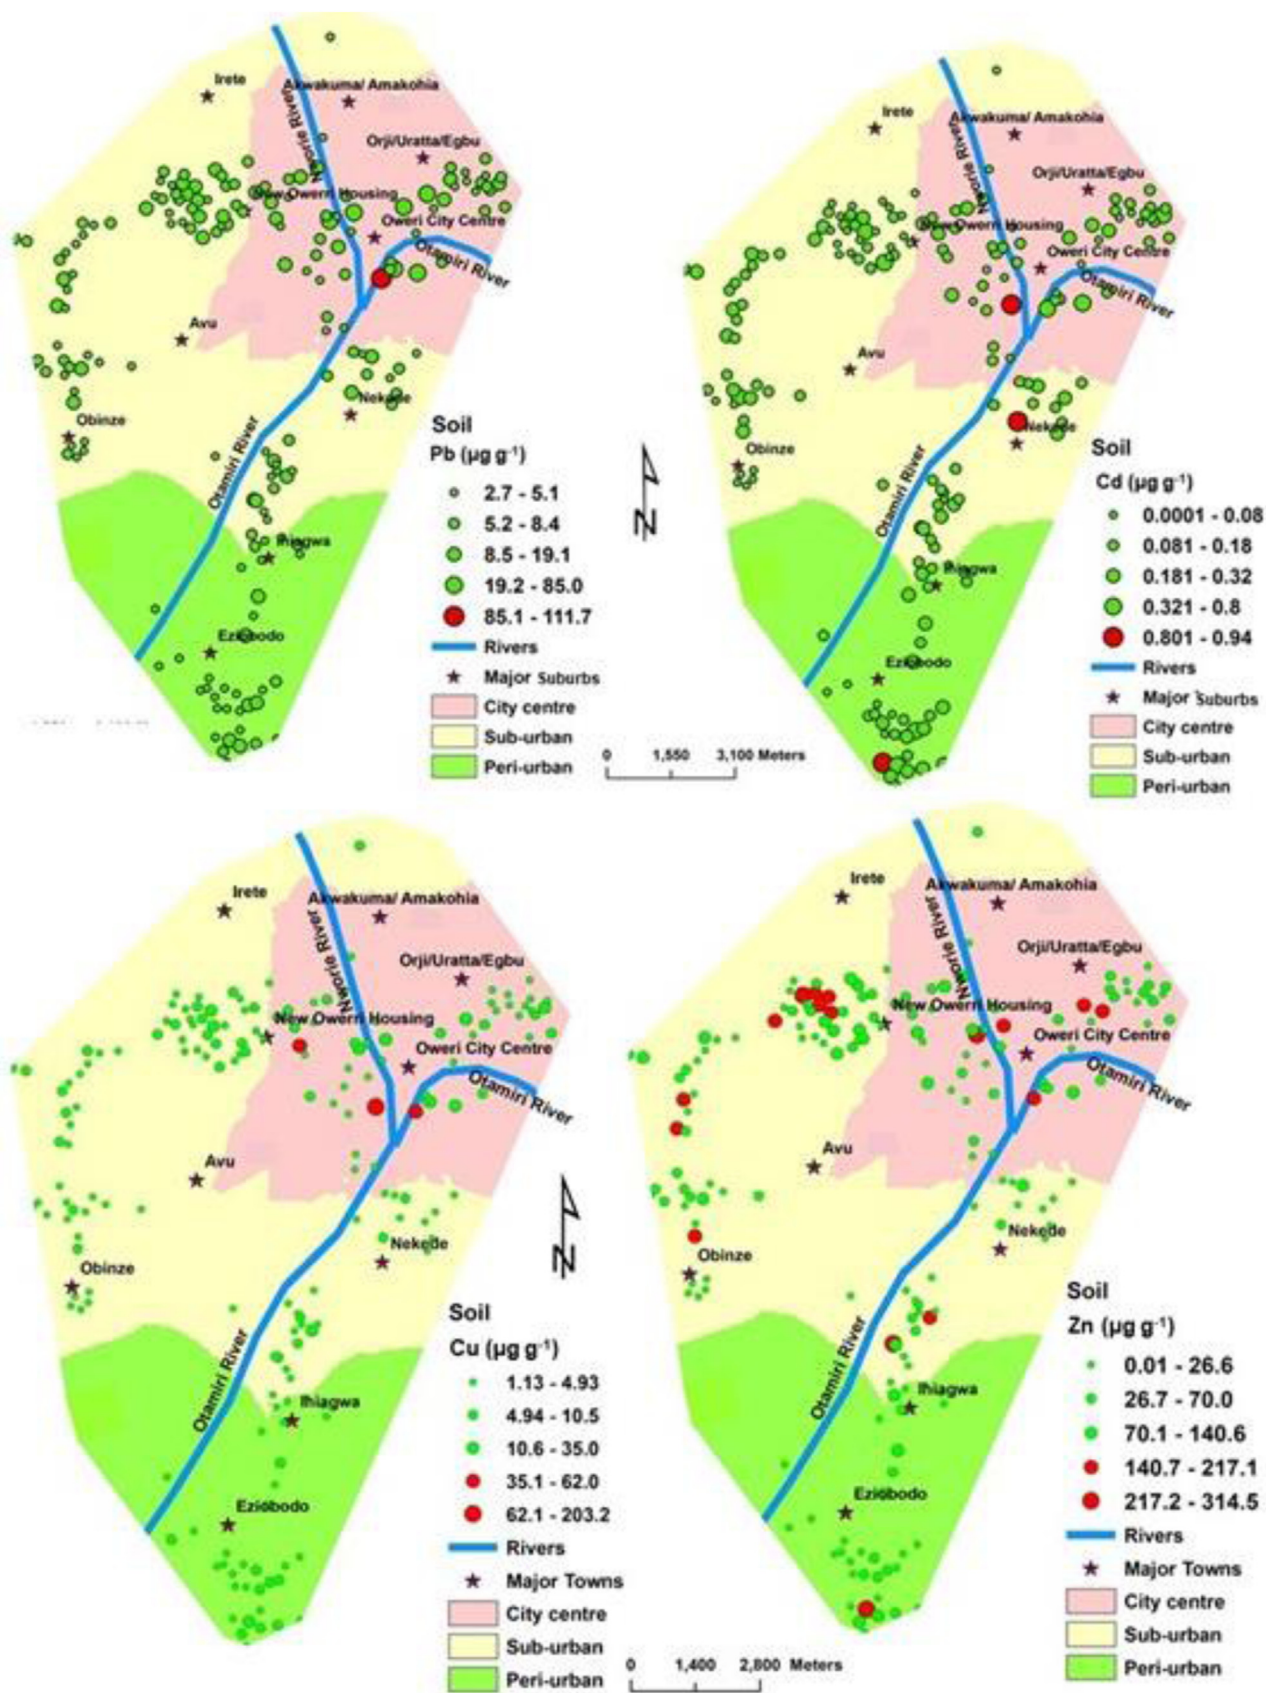 Irete
Akwakuma/ Amakohia
Nworie River
Orji/Uratta/Egbu
New Owerri Housing
Oweri City Centre
Otamiri River
Avu
Nekede
Obinze
Otamiri River
Ihiagwa
Eziobodo
Soil
Pb (µg g-1)
2.7 - 5.1
5.2 - 8.4
8.5 - 19.1
19.2 - 85.0
85.1 - 111.7
Rivers
Major Suburbs
City centre
Sub-urban
Peri-urban
N
0 1,550 3,100 Meters
Irete
Akwakuma/ Amakohia
Nworie River
Orji/Uratta/Egbu
New Owerri Housing
Oweri City Centre
Otamiri River
Avu
Nekede
Obinze
Otamiri River
Ihiagwa
Eziobodo
Soil
Cd (µg g-1)
0.0001 - 0.08
0.081 - 0.18
0.181 - 0.32
0.321 - 0.8
0.801 - 0.94
Rivers
Major Suburbs
City centre
Sub-urban
Peri-urban
Irete
Akwakuma/ Amakohia
Nworie River
Orji/Uratta/Egbu
New Owerri Housing
Oweri City Centre
Otamiri River
Avu
Nekede
Obinze
Otamiri River
Ihiagwa
Eziobodo
Soil
Cu (µg g-1)
1.13 - 4.93
4.94 - 10.5
10.6 - 35.0
35.1 - 62.0
62.1 - 203.2
Rivers
Major Towns
City centre
Sub-urban
Peri-urban
N
0 1,400 2,800 Meters
Irete
Akwakuma/ Amakohia
Nworie River
Orji/Uratta/Egbu
New Owerri Housing
Oweri City Centre
Otamiri River
Avu
Nekede
Obinze
Otamiri River
Ihiagwa
Eziobodo
Soil
Zn (µg g-1)
0.01 - 26.6
26.7 - 70.0
70.1 - 140.6
140.7 - 217.1
217.2 - 314.5
Rivers
Major Towns
City centre
Sub-urban
Peri-urban